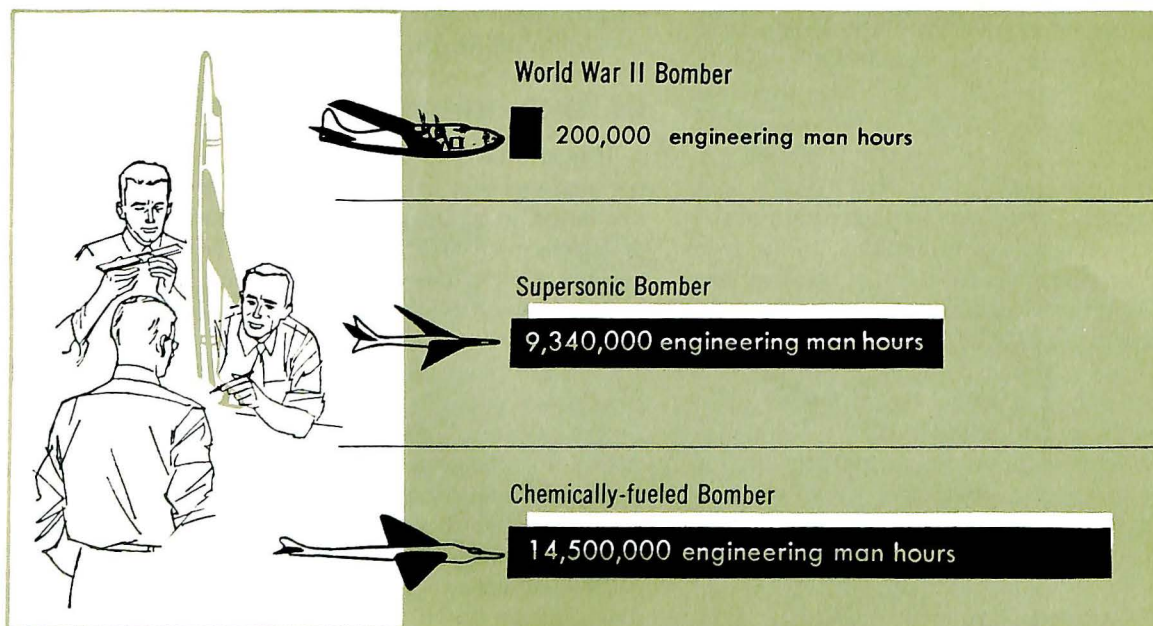 World War II Bomber
200,000 engineering man hours
Supersonic Bomber
9,340,000 engineering man hours
Chemically-fueled Bomber
14,500,000 engineering man hours